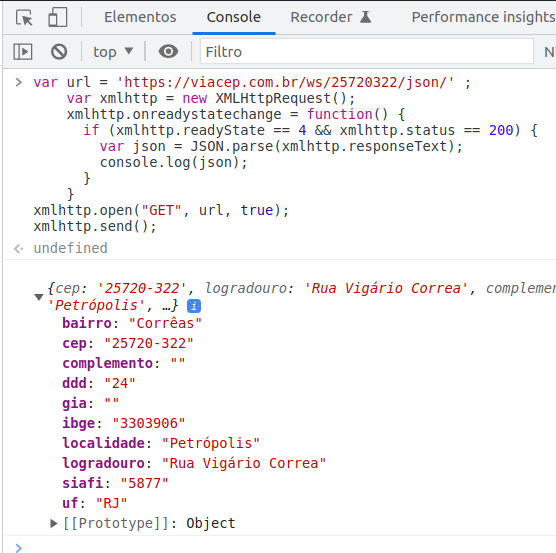 Elementos Console Recorder Performance insights
top Filtro N
var url = 'https://viacep.com.br/ws/25720322/json/' ;
var xmlhttp = new XMLHttpRequest();
xmlhttp.onreadystatechange = function() {
if (xmlhttp.readyState == 4 && xmlhttp.status == 200) {
var json = JSON.parse(xmlhttp.responseText);
console.log(json);
}
}
xmlhttp.open("GET", url, true);
xmlhttp.send();
undefined
{cep: '25720-322', logradouro: 'Rua Vigário Correa', complemen
'Petrópolis', …} i
bairro: "Corrêas"
cep: "25720-322"
complemento: ""
ddd: "24"
gia: ""
ibge: "3303906"
localidade: "Petrópolis"
logradouro: "Rua Vigário Correa"
siafi: "5877"
uf: "RJ"
[[Prototype]]: Object